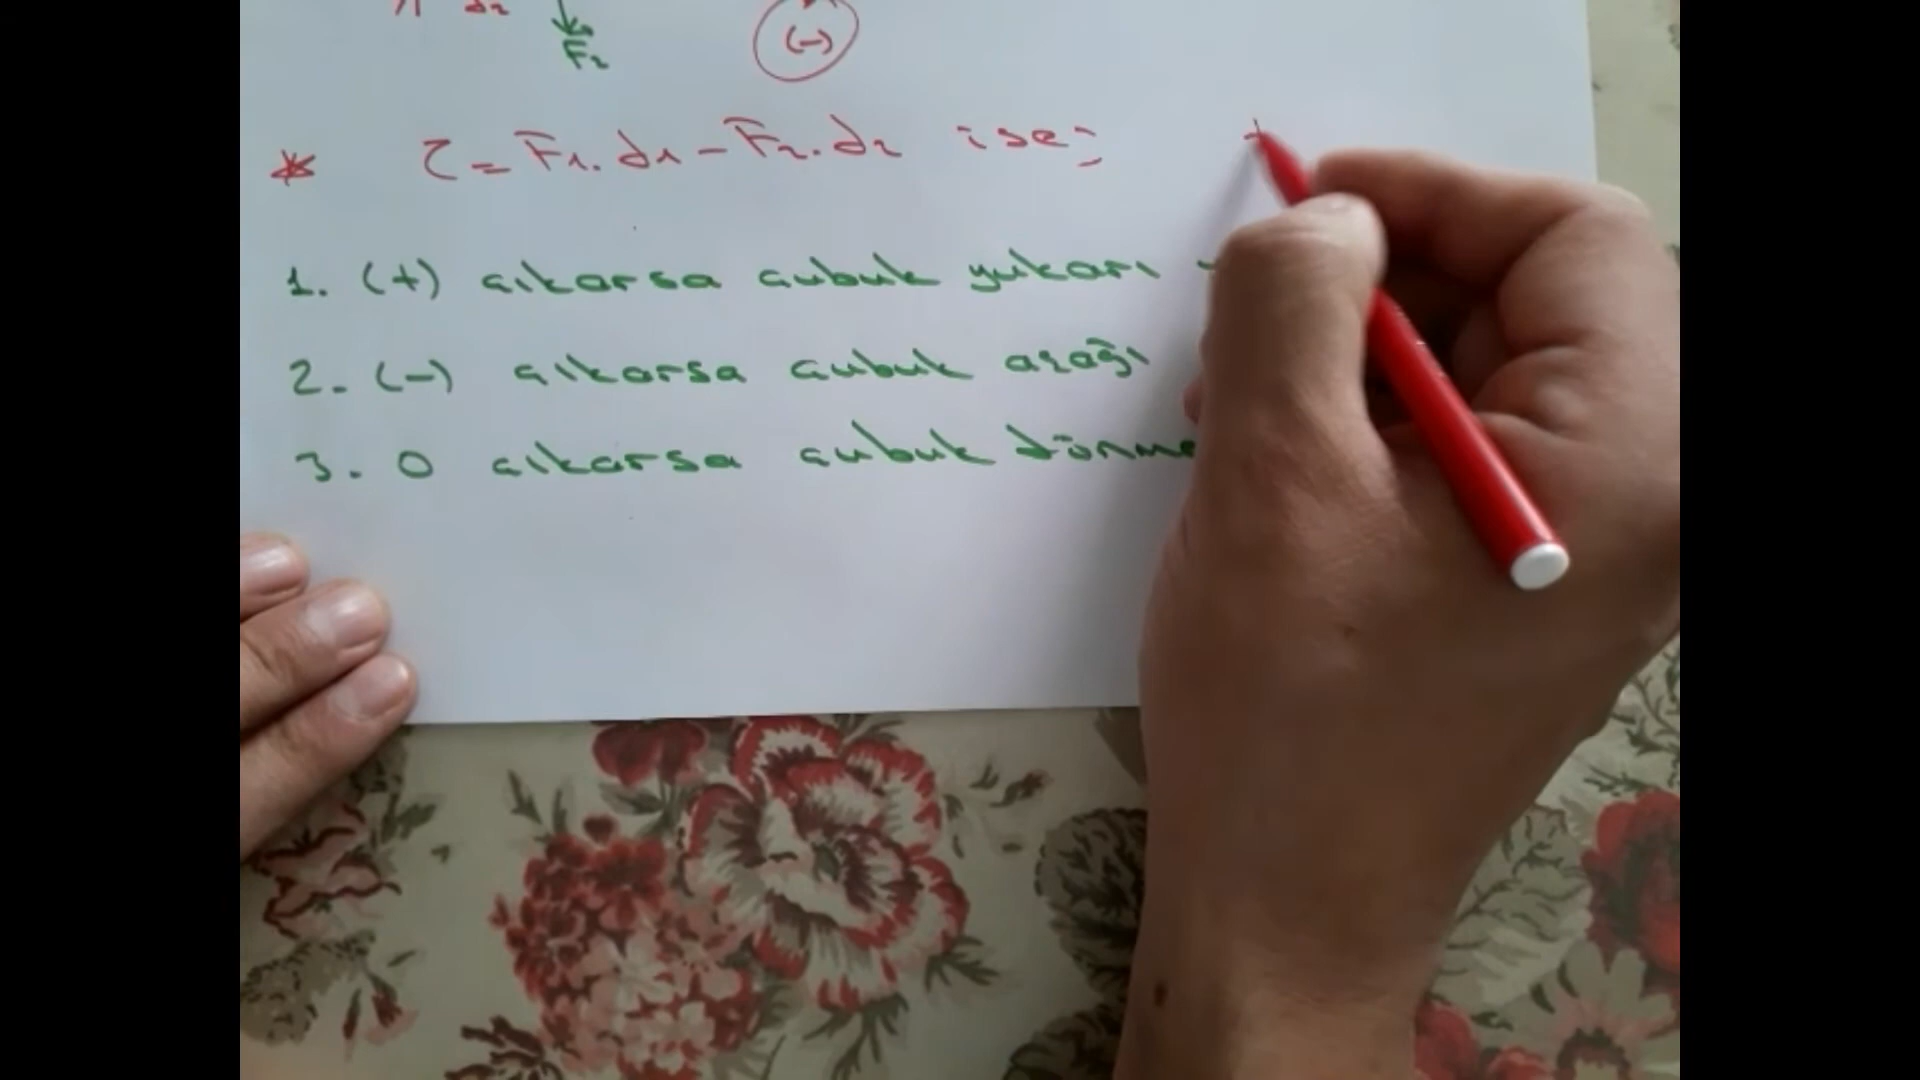 d2
F2
(-)
* τ = F1.d1 - F2.d2 ise;
1. (+) çıkarsa çubuk yukarı
2. (-) çıkarsa çubuk aşağı
3. 0 çıkarsa çubuk dönme